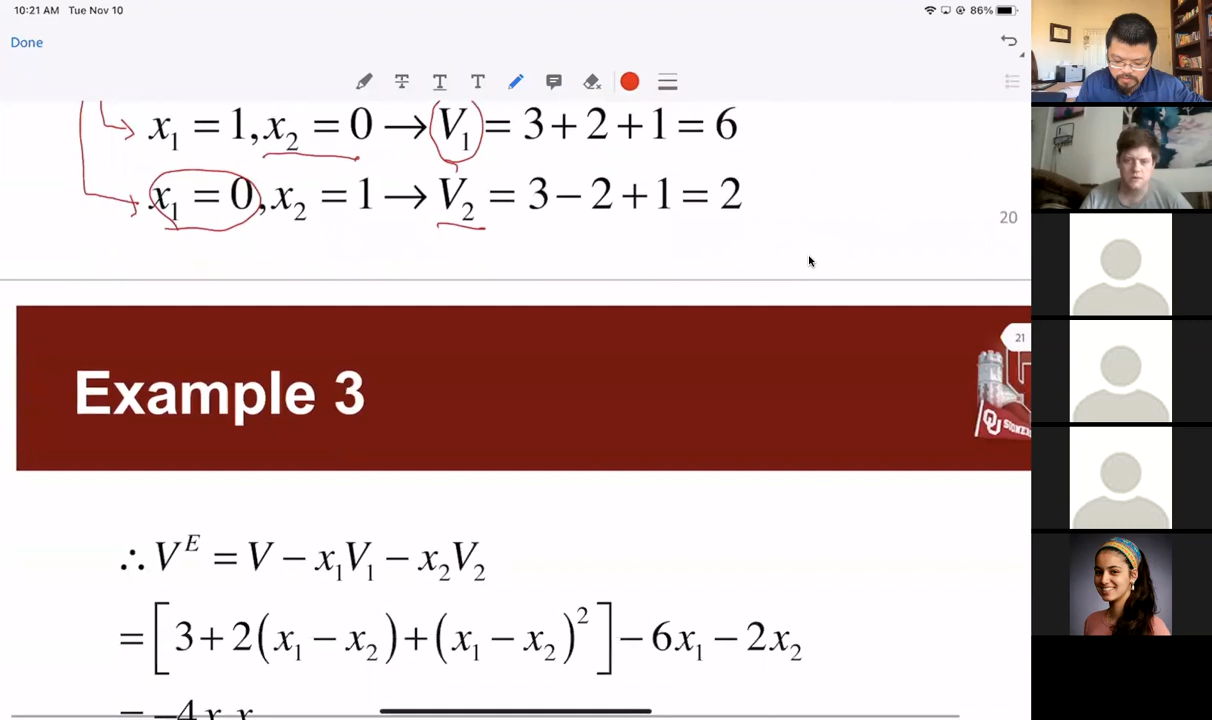 10:21 AM Tue Nov 10
86%
Done
T T T
x₁ = 1, x₂ = 0 → V₁ = 3 + 2 + 1 = 6
x₁ = 0, x₂ = 1 → V₂ = 3 − 2 + 1 = 2
20
21
Example 3
OU
∴ Vᴱ = V − x₁V₁ − x₂V₂
= [3 + 2(x₁ − x₂) + (x₁ − x₂)²] − 6x₁ − 2x₂
= −4x x